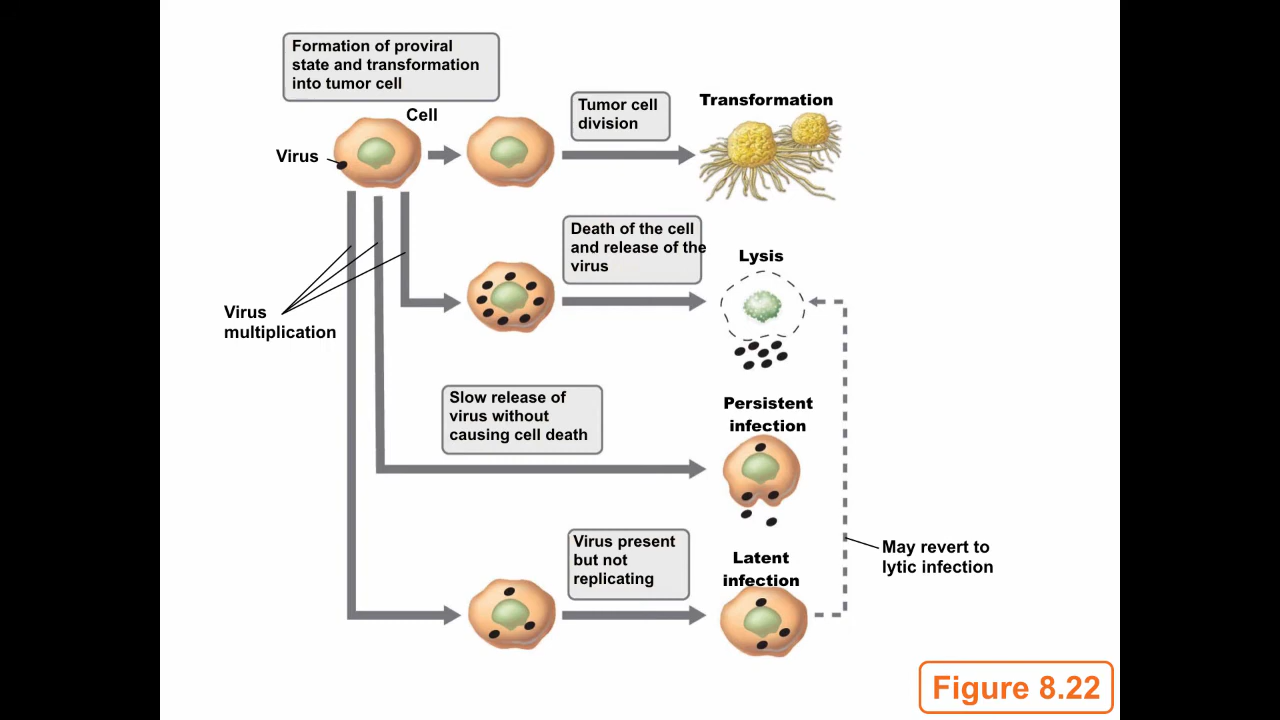 Formation of proviral
state and transformation
into tumor cell
Cell
Virus
Tumor cell
division
Transformation
Death of the cell
and release of the
virus
Lysis
Virus
multiplication
Slow release of
virus without
causing cell death
Persistent
infection
Virus present
but not
replicating
Latent
infection
May revert to
lytic infection
Figure 8.22